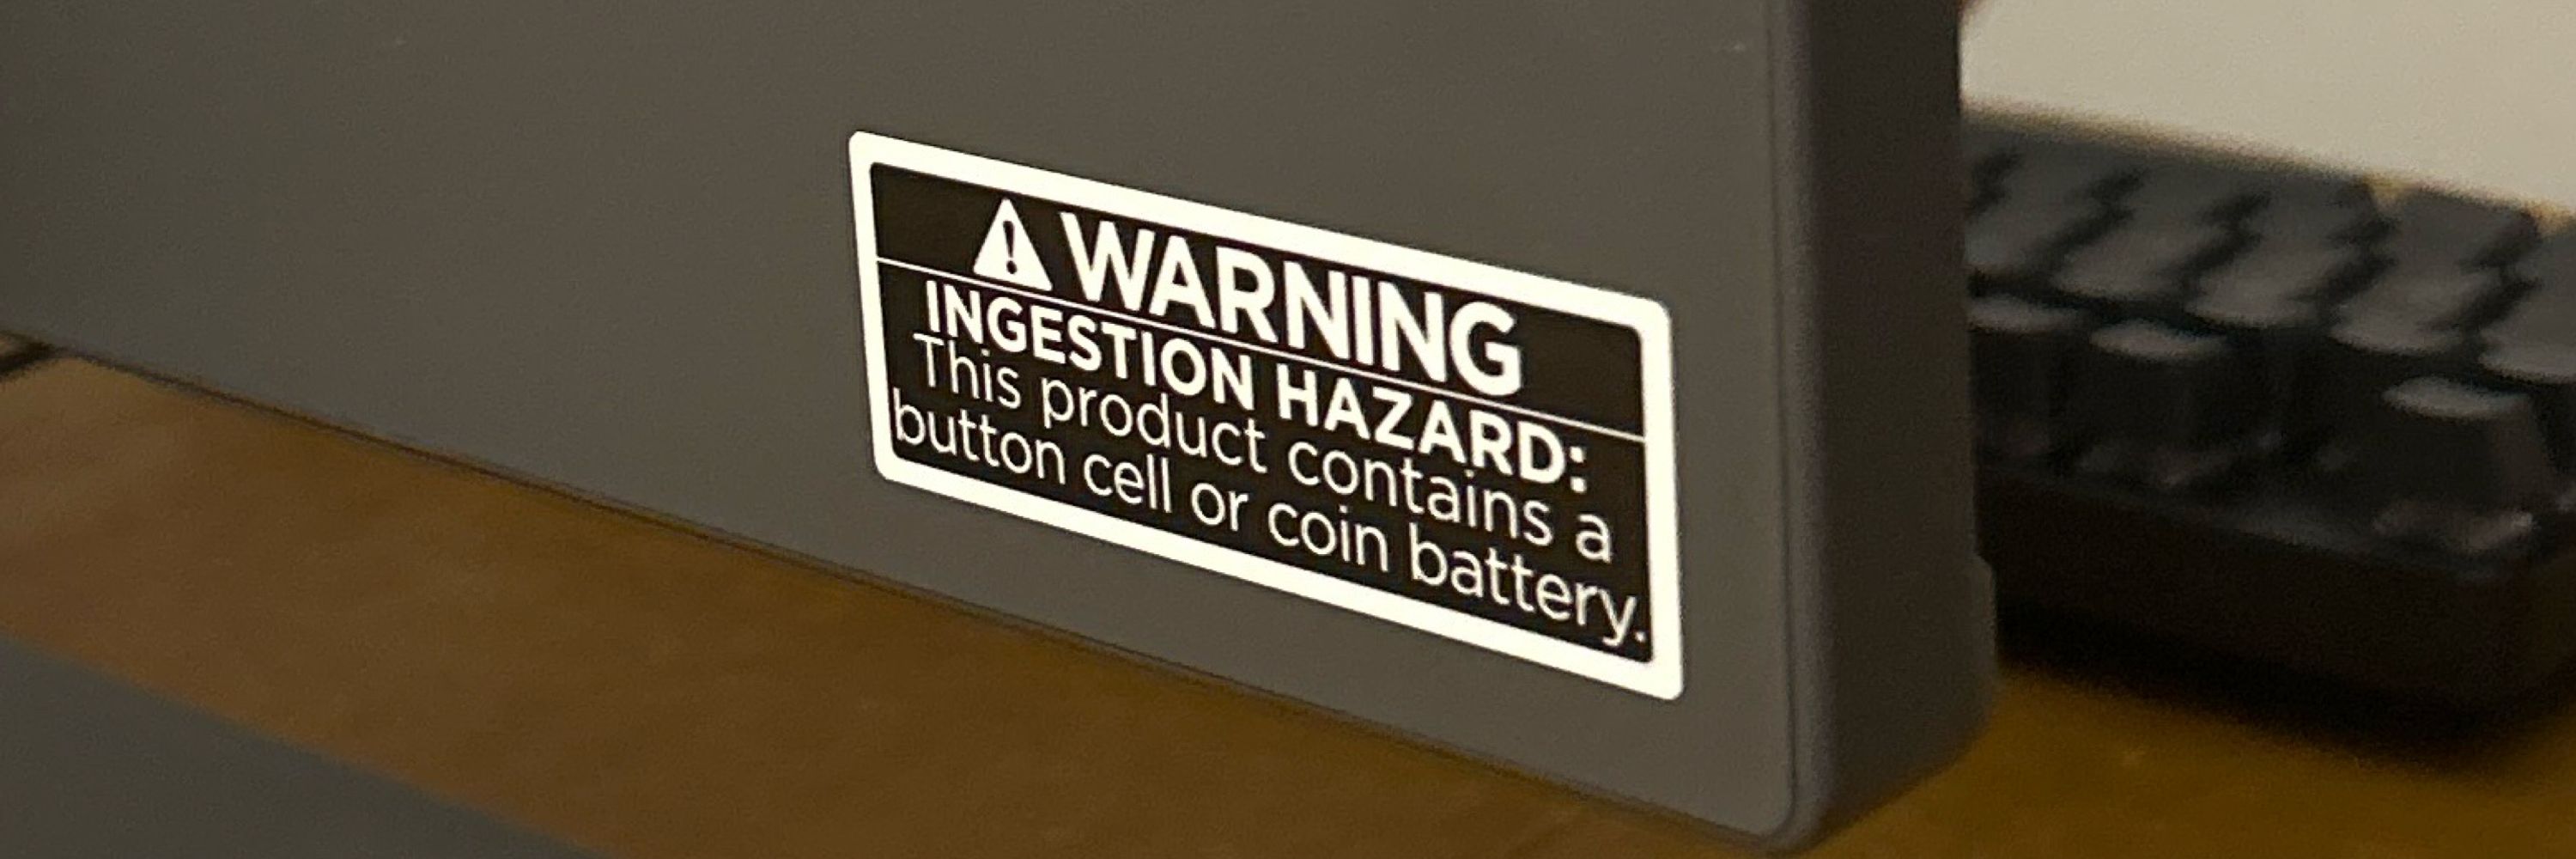 WARNING
INGESTION HAZARD:
This product contains a
button cell or coin battery.